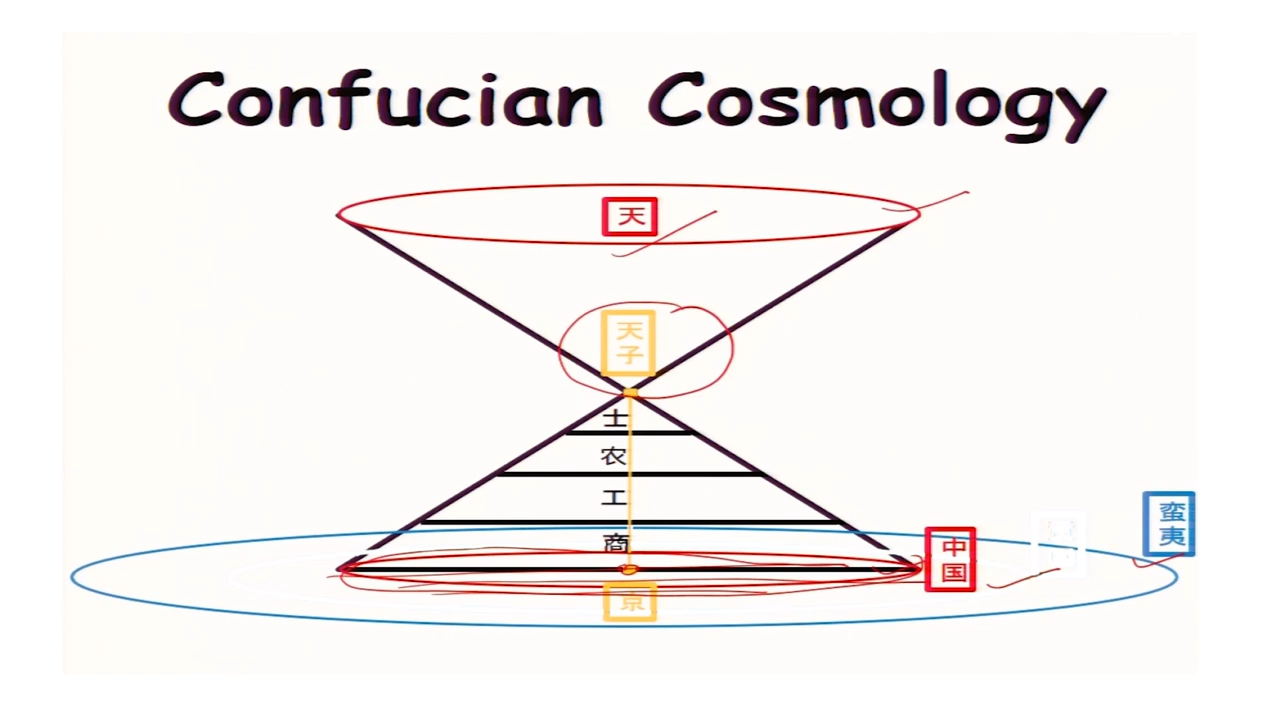 Confucian Cosmology
天
天
子
士
农
工
商
中
国
蛮
夷
京